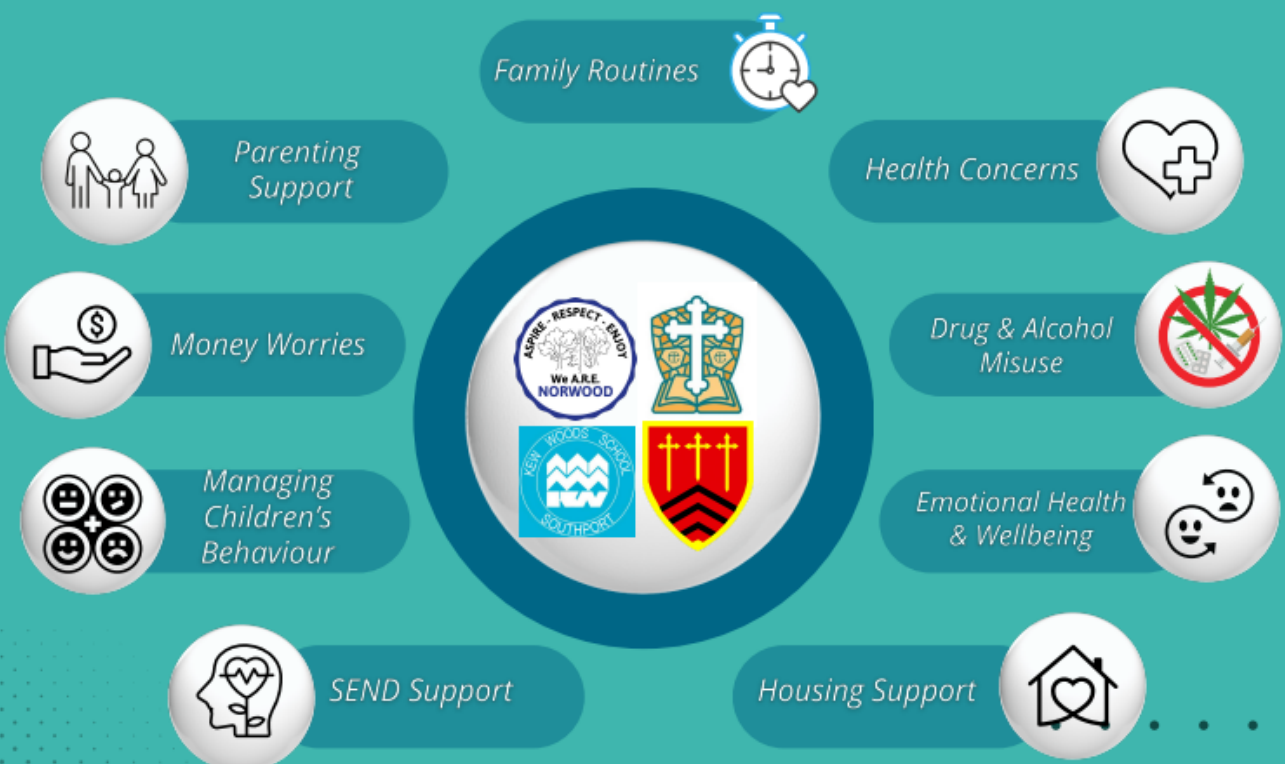 Family Routines
Parenting
Support
Health Concerns
Money Worries
Drug & Alcohol
Misuse
Managing
Children's
Behaviour
Emotional Health
& Wellbeing
SEND Support
Housing Support
ASPIRE - RESPECT - ENJOY
We A.R.E.
NORWOOD
KEW WOODS SCHOOL
SOUTHPORT
$